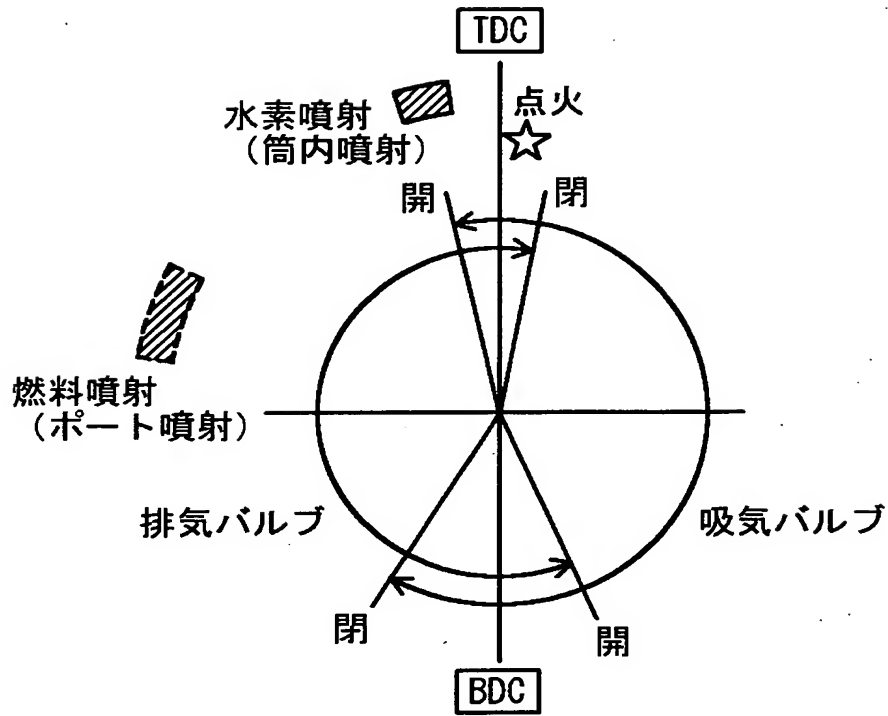 TDC
点火
水素噴射
（筒内噴射）
開
閉
燃料噴射
（ポート噴射）
排気バルブ
吸気バルブ
閉
開
BDC